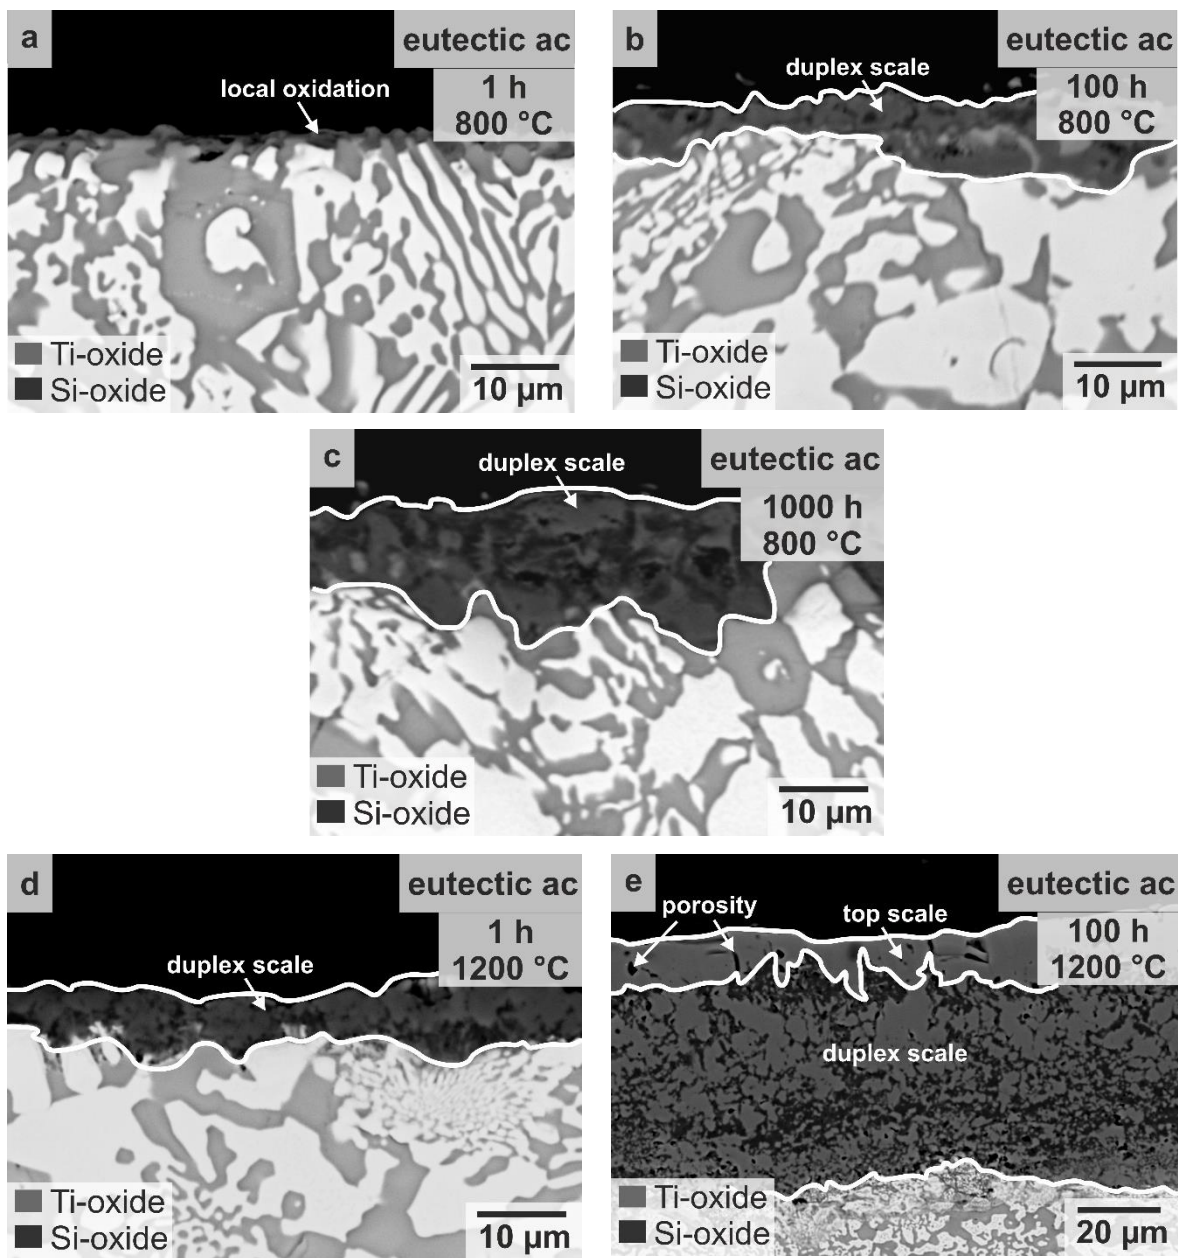 a
eutectic ac
1 h
800 °C
local oxidation
Ti-oxide
Si-oxide
10 µm
b
eutectic ac
100 h
800 °C
duplex scale
Ti-oxide
Si-oxide
10 µm
c
eutectic ac
1000 h
800 °C
duplex scale
Ti-oxide
Si-oxide
10 µm
d
eutectic ac
1 h
1200 °C
duplex scale
Ti-oxide
Si-oxide
10 µm
e
eutectic ac
100 h
1200 °C
porosity
top scale
duplex scale
Ti-oxide
Si-oxide
20 µm